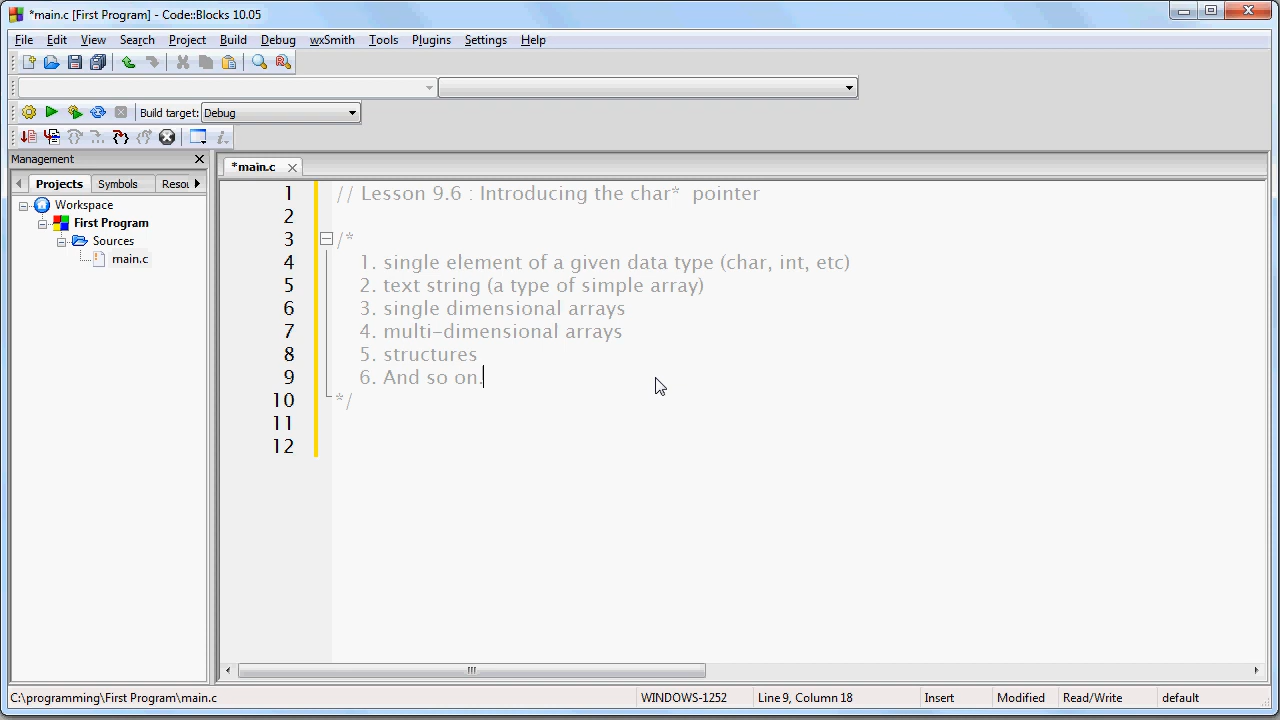 *main.c [First Program] - Code::Blocks 10.05
File Edit View Search Project Build Debug wxSmith Tools Plugins Settings Help
Build target: Debug
Management
Projects Symbols Resou
*main.c
Workspace
First Program
Sources
main.c
1 // Lesson 9.6 : Introducing the char* pointer
2
3 /*
4 1. single element of a given data type (char, int, etc)
5 2. text string (a type of simple array)
6 3. single dimensional arrays
7 4. multi-dimensional arrays
8 5. structures
9 6. And so on.
10 */
11
12
C:\programming\First Program\main.c WINDOWS-1252 Line 9, Column 18 Insert Modified Read/Write default